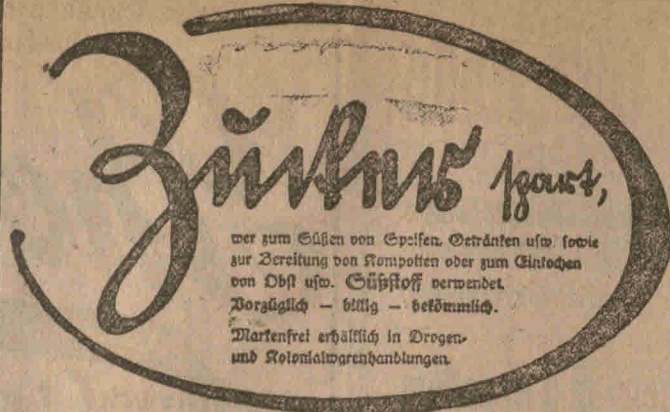 Zucker spart,
wer zum Süßen von Speisen, Getränken usw. sowie
zur Bereitung von Kompotten oder zum Einkochen
von Obst usw. Süßstoff verwendet.
Vorzüglich — billig — bekömmlich.
Markenfrei erhältlich in Drogen-
und Kolonialwarenhandlungen.